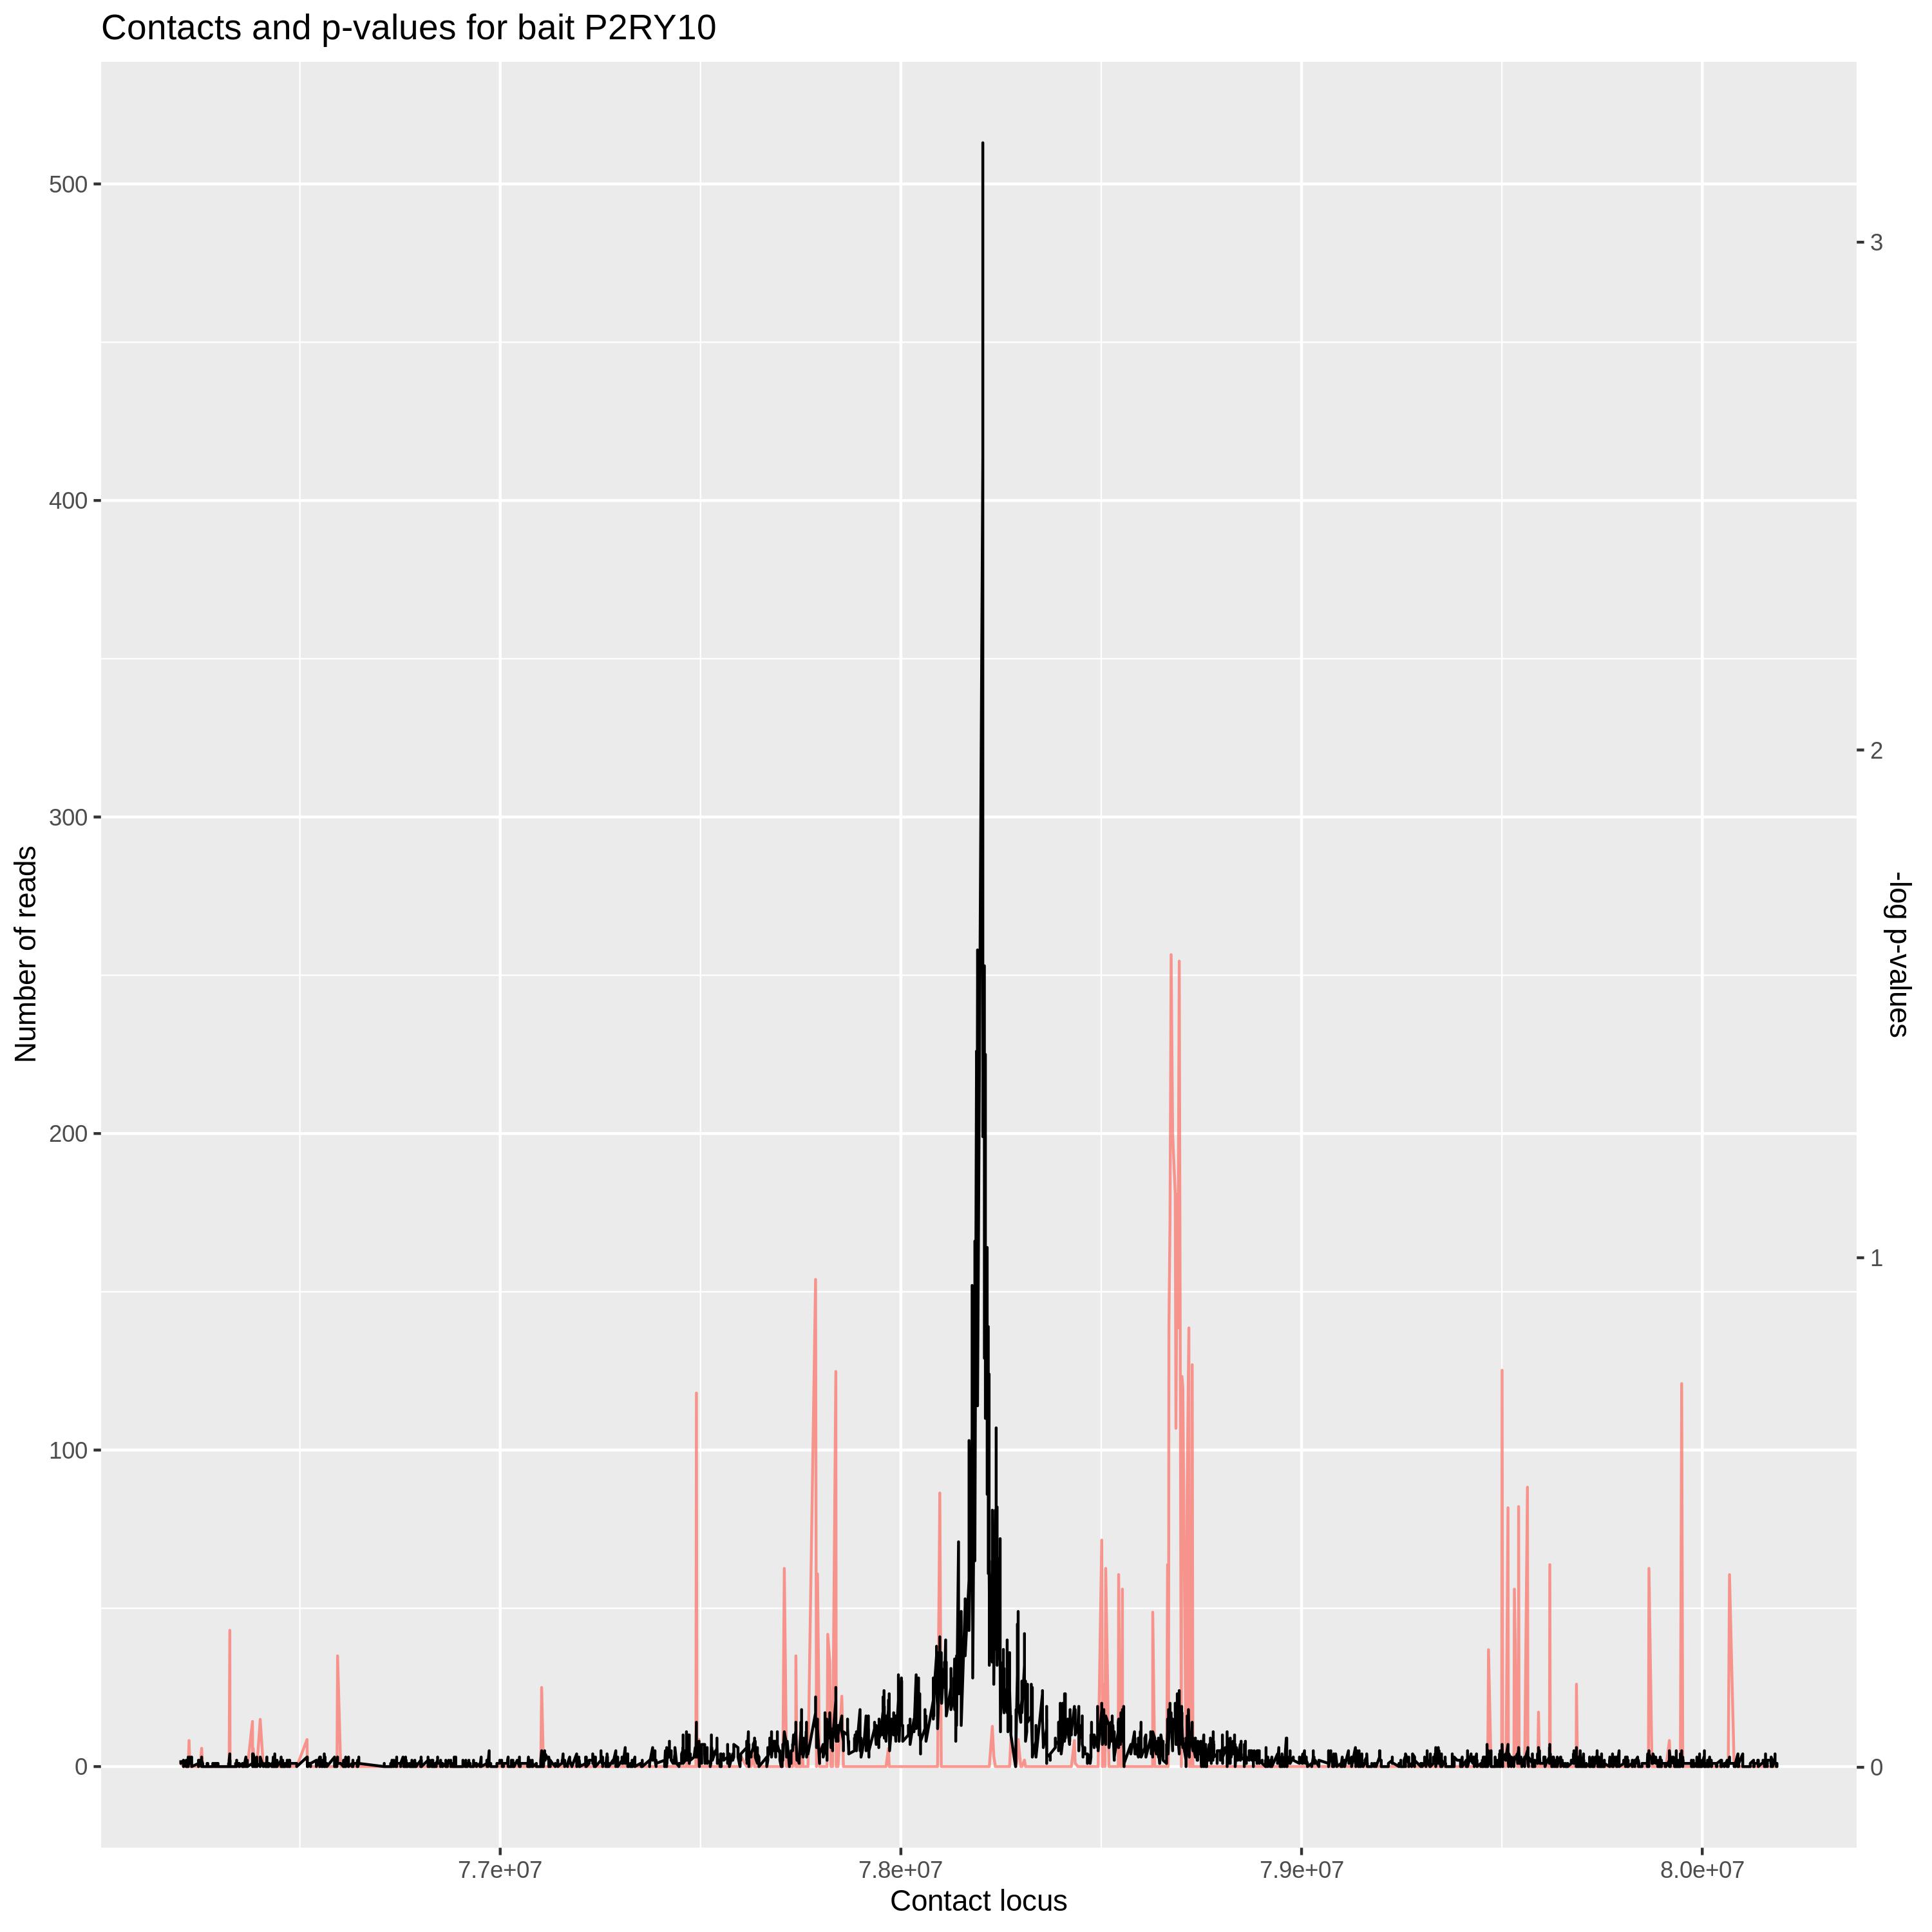 Contacts and p-values for bait P2RY10
500
400
300
200
100
0
Number of reads
3
2
1
0
-log p-values
7.7e+07
7.8e+07
7.9e+07
8.0e+07
Contact locus